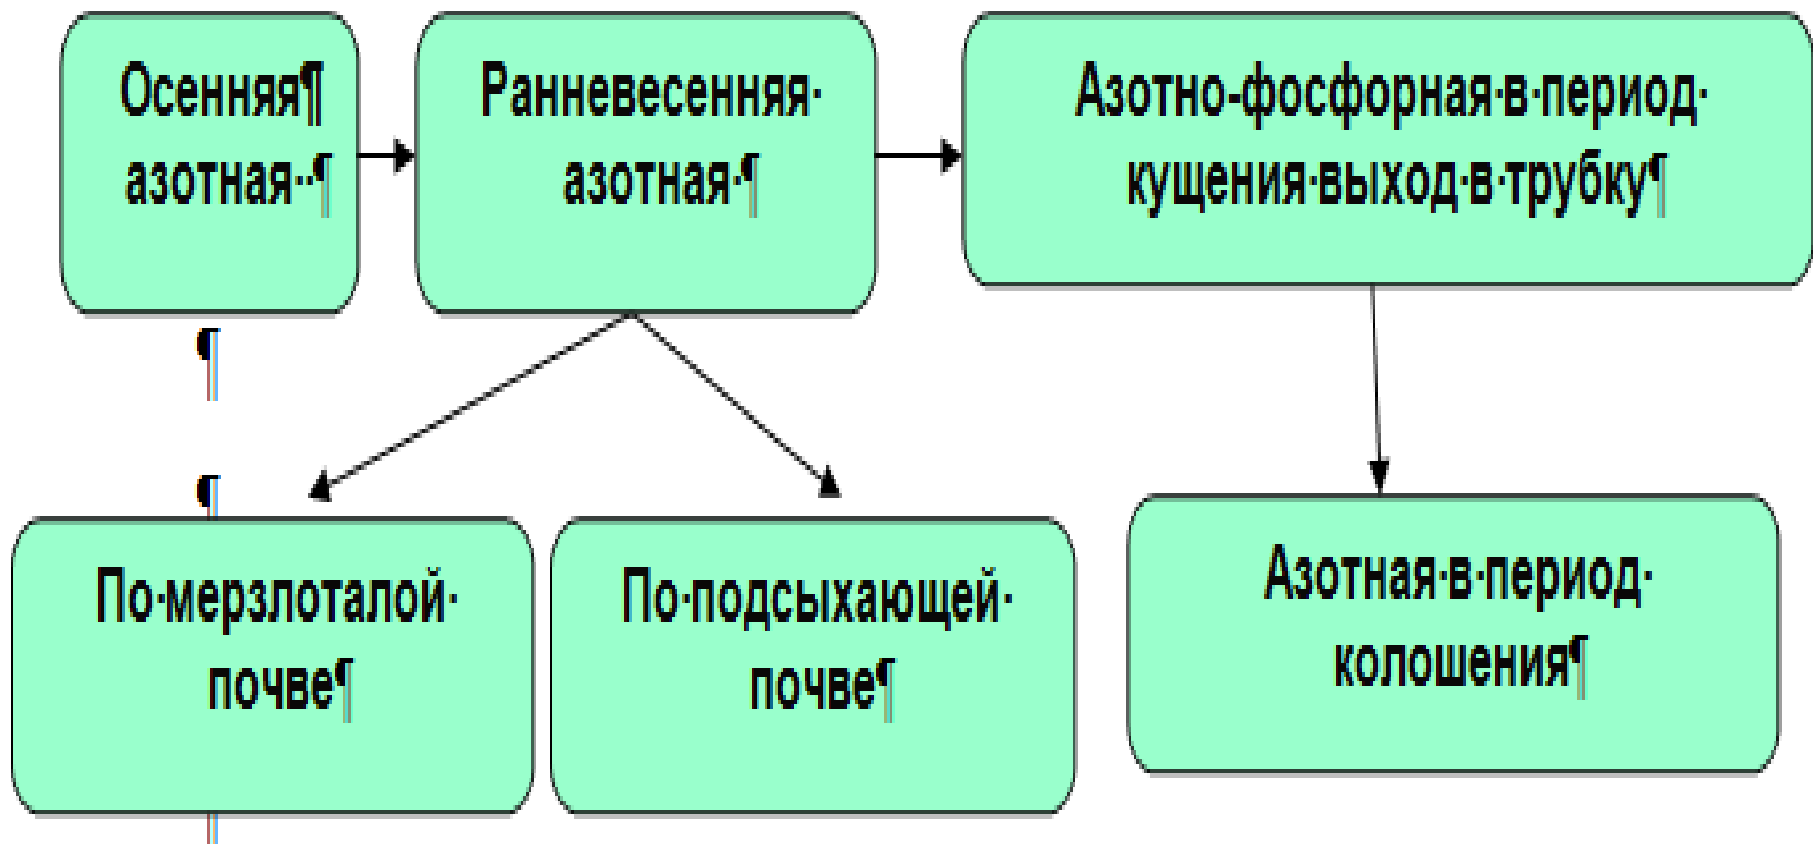 Осенняя¶
азотная··¶
Ранневесенняя·
азотная·¶
Азотно-фосфорная·в·период·
кущения·выход·в·трубку¶
¶
¶
По·мерзлоталой·
почве¶
По·подсыхающей·
почве¶
Азотная·в·период·
колошения¶